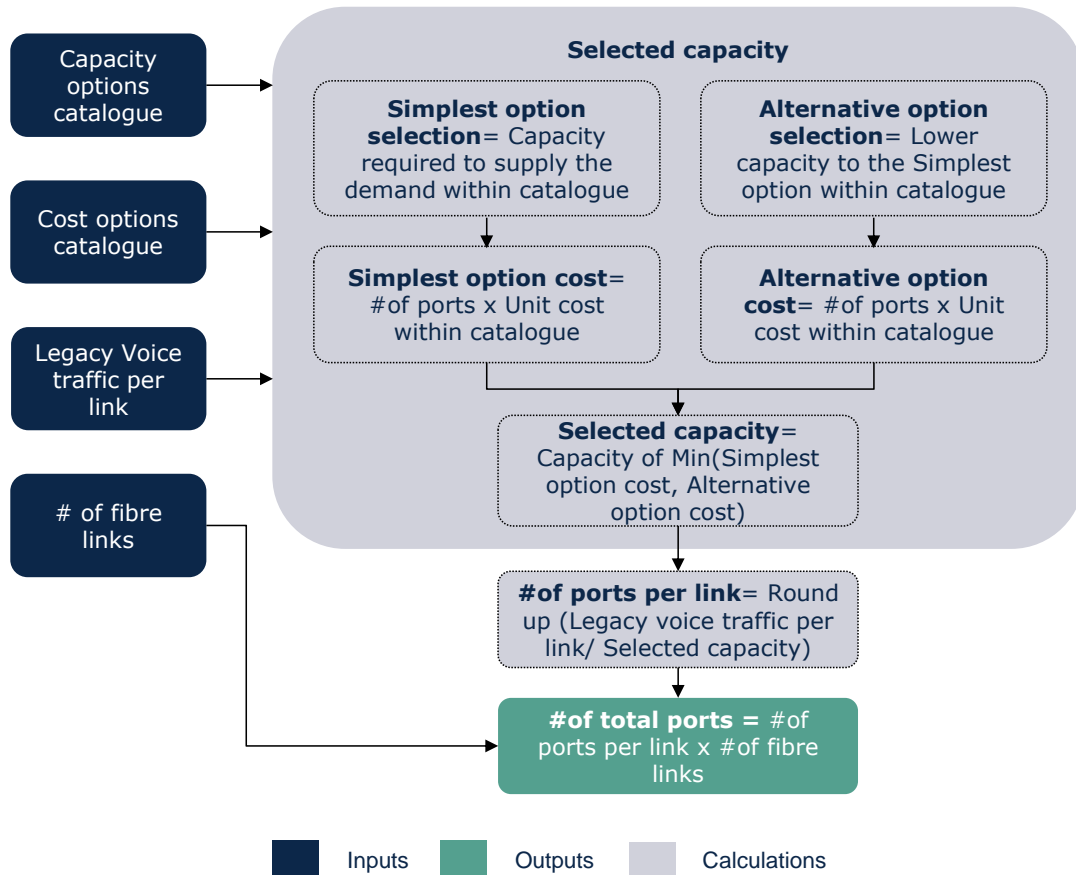 Capacity
options
catalogue
Cost options
catalogue
Legacy Voice
traffic per
link
# of fibre
links
Selected capacity
Simplest option
selection= Capacity
required to supply the
demand within catalogue
Alternative option
selection= Lower
capacity to the Simplest
option within catalogue
Simplest option cost=
#of ports x Unit cost
within catalogue
Alternative option
cost= #of ports x Unit
cost within catalogue
Selected capacity=
Capacity of Min(Simplest
option cost, Alternative
option cost)
#of ports per link= Round
up (Legacy voice traffic per
link/ Selected capacity)
#of total ports = #of
ports per link x #of fibre
links
Inputs
Outputs
Calculations